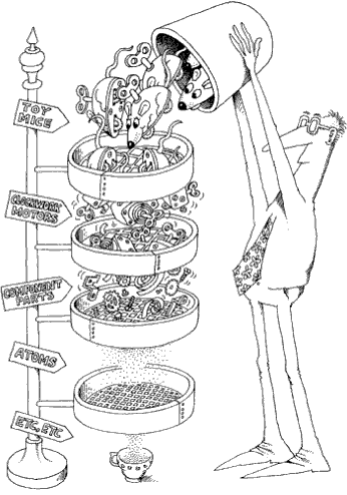 TOY
MICE
CLOCKWORK
MOTORS
COMPONENT
PARTS
ATOMS
ETC, ETC